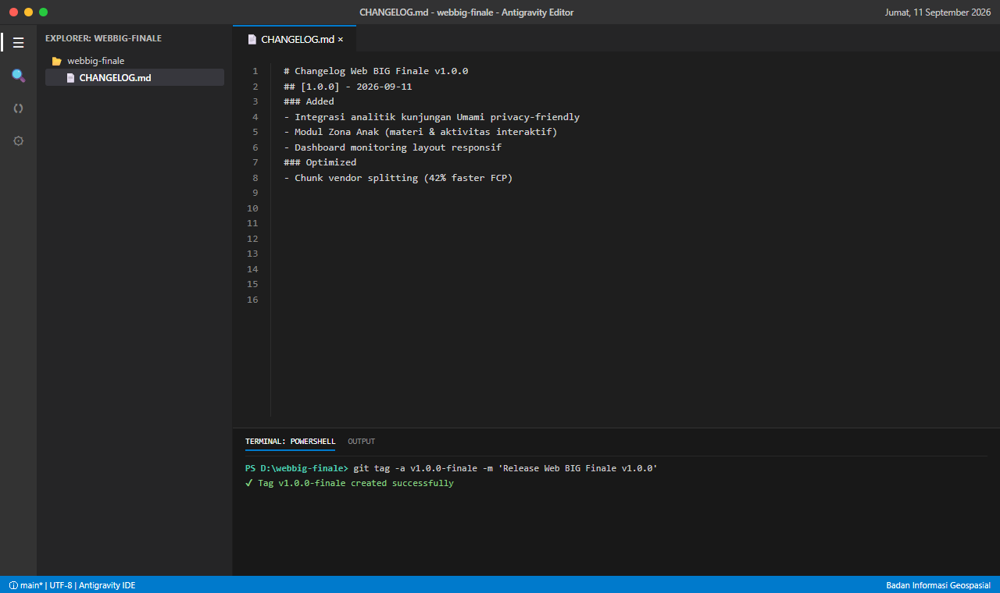 CHANGELOG.md - webbig-finale - Antigravity Editor
Jumat, 11 September 2026
EXPLORER: WEBBIG-FINALE
webbig-finale
CHANGELOG.md
CHANGELOG.md ×
1 # Changelog Web BIG Finale v1.0.0
2 ## [1.0.0] - 2026-09-11
3 ### Added
4 - Integrasi analitik kunjungan Umami privacy-friendly
5 - Modul Zona Anak (materi & aktivitas interaktif)
6 - Dashboard monitoring layout responsif
7 ### Optimized
8 - Chunk vendor splitting (42% faster FCP)
9
10
11
12
13
14
15
16
TERMINAL: POWERSHELL OUTPUT
PS D:\webbig-finale> git tag -a v1.0.0-finale -m 'Release Web BIG Finale v1.0.0'
✓ Tag v1.0.0-finale created successfully
main* | UTF-8 | Antigravity IDE
Badan Informasi Geospasial